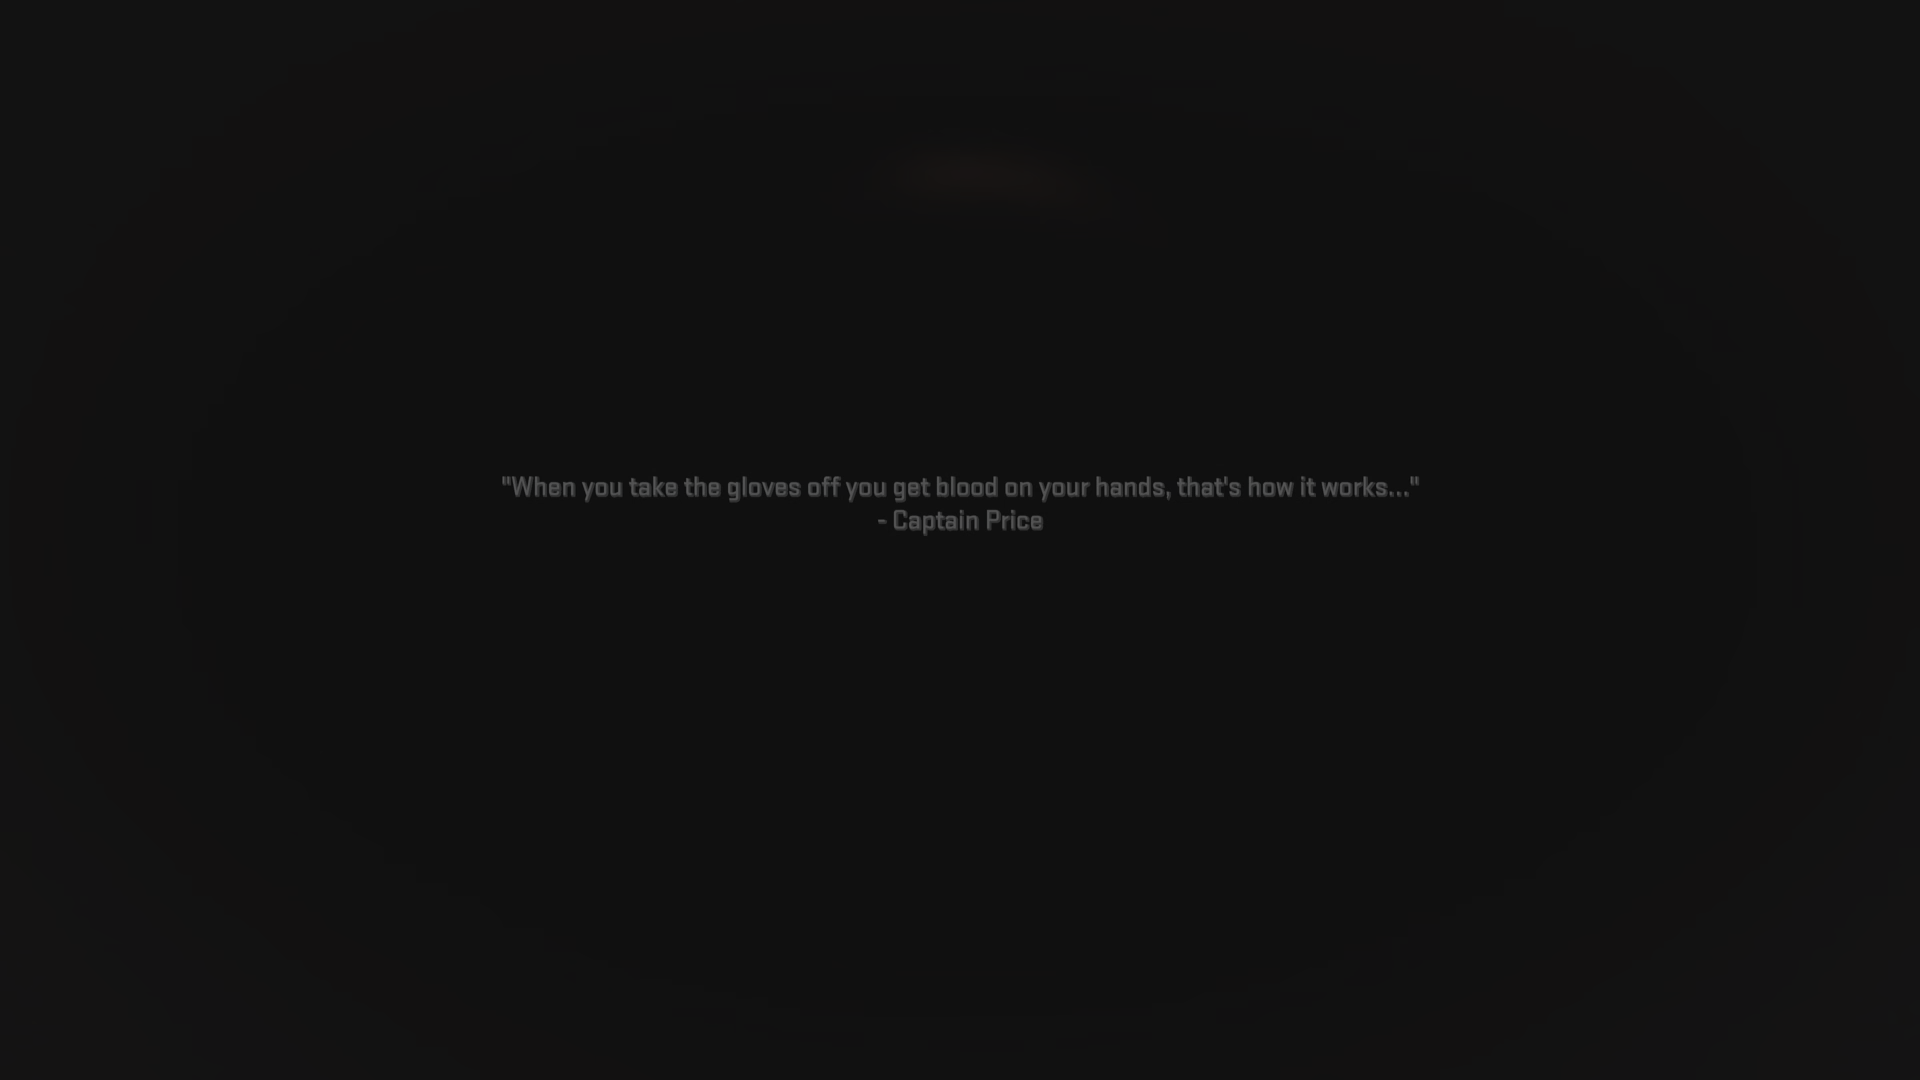 "When you take the gloves off you get blood on your hands, that's how it works..."
- Captain Price